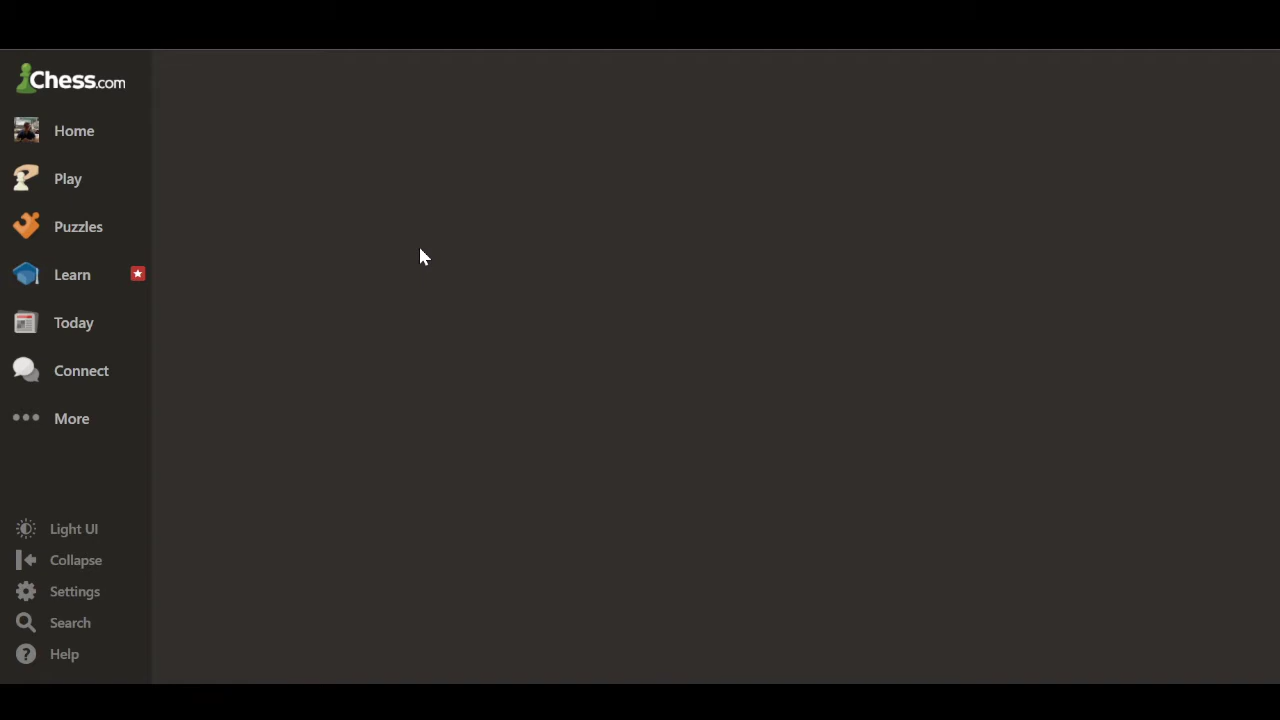 Chess.com
Home
Play
Puzzles
Learn
Today
Connect
More
Light UI
Collapse
Settings
Search
Help